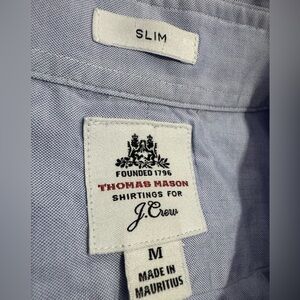 SLIM
FOUNDED 1796
THOMAS MASON
SHIRTINGS FOR
J.Crew
M
MADE IN
MAURITIUS